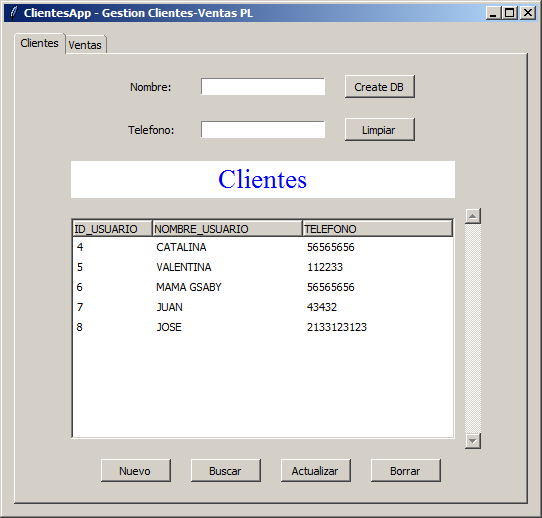 ClientesApp - Gestion Clientes-Ventas PL
Clientes Ventas
Nombre: Create DB
Telefono: Limpiar
Clientes
ID_USUARIO NOMBRE_USUARIO TELEFONO
4 CATALINA 56565656
5 VALENTINA 112233
6 MAMA GSABY 56565656
7 JUAN 43432
8 JOSE 2133123123
Nuevo Buscar Actualizar Borrar